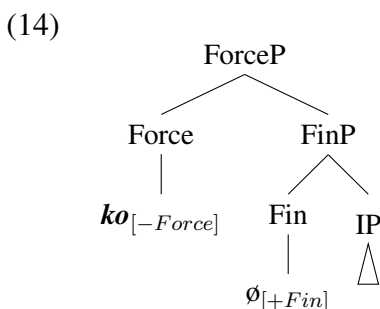 (14)
ForceP
Force FinP
ko[−Force] Fin IP
ø[+Fin]